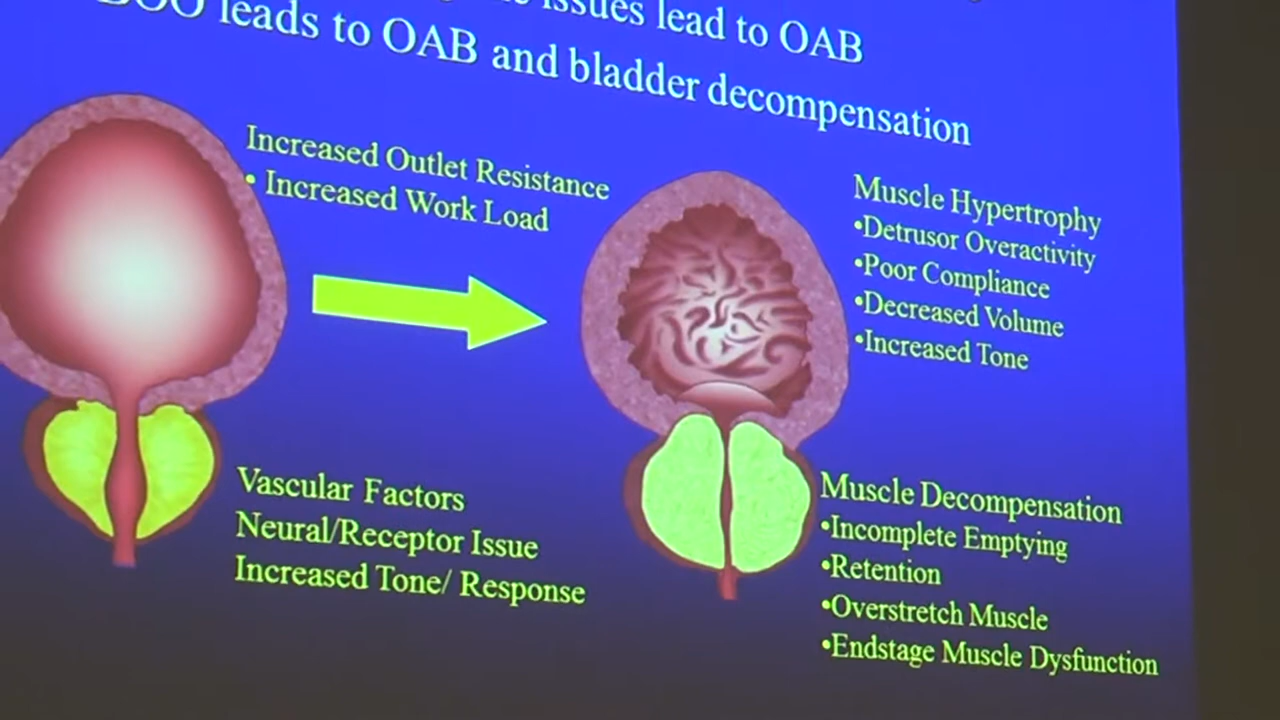 issues lead to OAB
BOO leads to OAB and bladder decompensation
Increased Outlet Resistance
• Increased Work Load
Muscle Hypertrophy
•Detrusor Overactivity
•Poor Compliance
•Decreased Volume
•Increased Tone
Vascular Factors
Neural/Receptor Issue
Increased Tone/ Response
Muscle Decompensation
•Incomplete Emptying
•Retention
•Overstretch Muscle
•Endstage Muscle Dysfunction